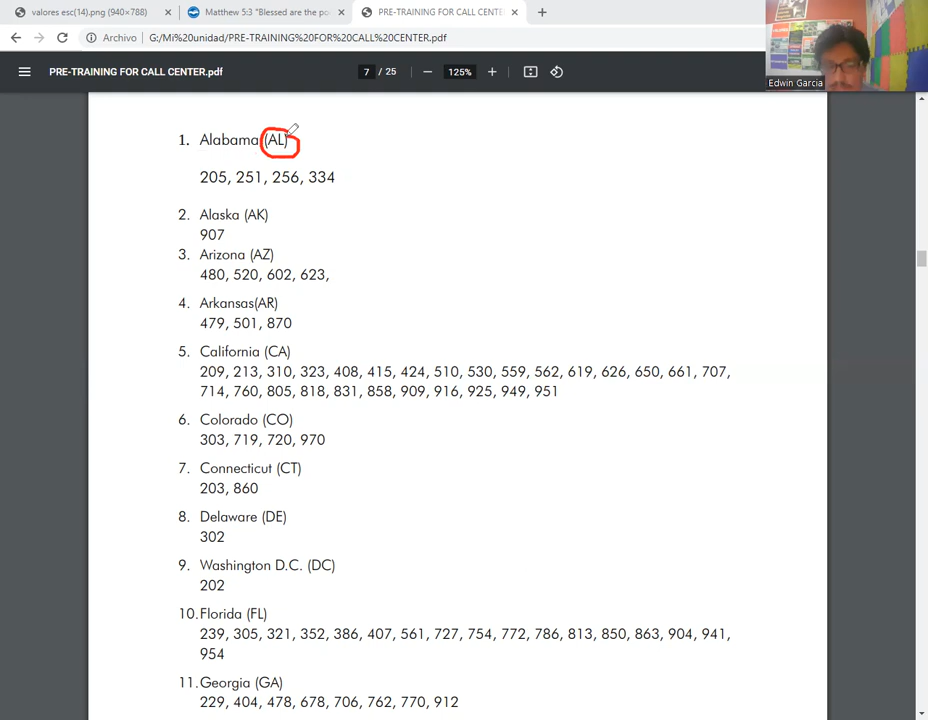 valores esc(14).png (940×788)
Matthew 5:3 "Blessed are the po
PRE-TRAINING FOR CALL CENTER.
Archivo
G:/Mi%20unidad/PRE-TRAINING%20FOR%20CALL%20CENTER.pdf
PRE-TRAINING FOR CALL CENTER.pdf
7 / 25
125%
Edwin Garcia
1. Alabama (AL)
205, 251, 256, 334
2. Alaska (AK)
907
3. Arizona (AZ)
480, 520, 602, 623,
4. Arkansas(AR)
479, 501, 870
5. California (CA)
209, 213, 310, 323, 408, 415, 424, 510, 530, 559, 562, 619, 626, 650, 661, 707,
714, 760, 805, 818, 831, 858, 909, 916, 925, 949, 951
6. Colorado (CO)
303, 719, 720, 970
7. Connecticut (CT)
203, 860
8. Delaware (DE)
302
9. Washington D.C. (DC)
202
10. Florida (FL)
239, 305, 321, 352, 386, 407, 561, 727, 754, 772, 786, 813, 850, 863, 904, 941,
954
11. Georgia (GA)
229, 404, 478, 678, 706, 762, 770, 912